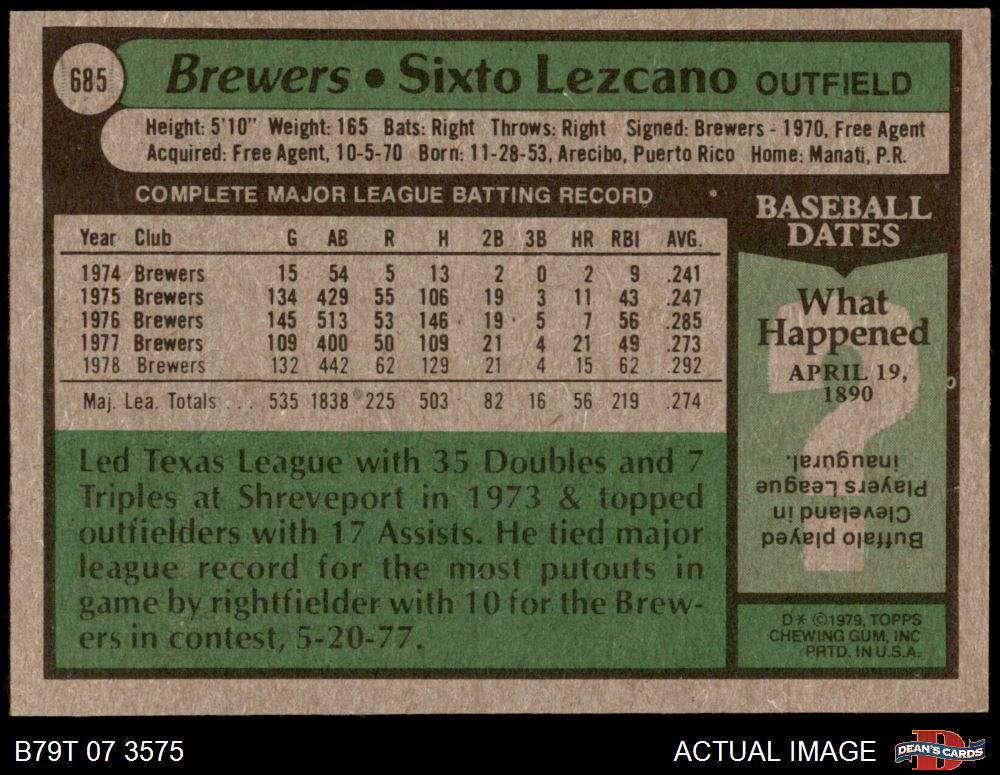 685
Brewers • Sixto Lezcano OUTFIELD
Height: 5'10" Weight: 165 Bats: Right Throws: Right Signed: Brewers - 1970, Free Agent
Acquired: Free Agent, 10-5-70 Born: 11-28-53, Arecibo, Puerto Rico Home: Manati, P.R.
COMPLETE MAJOR LEAGUE BATTING RECORD
Year Club G AB R H 2B 3B HR RBI AVG.
1974 Brewers 15 54 5 13 2 0 2 9 .241
1975 Brewers 134 429 55 106 19 3 11 43 .247
1976 Brewers 145 513 53 146 19 5 7 56 .285
1977 Brewers 109 400 50 109 21 4 21 49 .273
1978 Brewers 132 442 62 129 21 4 15 62 .292
Maj. Lea. Totals ... 535 1838 225 503 82 16 56 219 .274
Led Texas League with 35 Doubles and 7
Triples at Shreveport in 1973 & topped
outfielders with 17 Assists. He tied major
league record for the most putouts in
game by rightfielder with 10 for the Brew-
ers in contest, 5-20-77.
BASEBALL
DATES
What
Happened
APRIL 19,
1890
?
Buffalo played
Cleveland in
Players League
inaugural.
D* ©1979, TOPPS
CHEWING GUM, INC
PRTD. IN U.S.A.
B79T 07 3575
ACTUAL IMAGE
DEAN'S CARDS